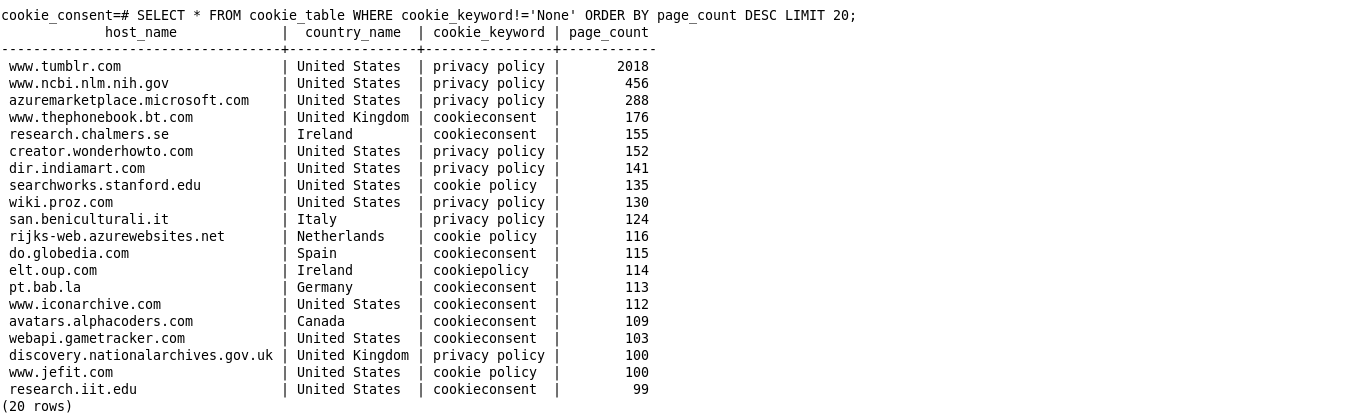 cookie_consent=# SELECT * FROM cookie_table WHERE cookie_keyword!='None' ORDER BY page_count DESC LIMIT 20;
            host_name             |  country_name  | cookie_keyword | page_count
----------------------------------+----------------+----------------+------------
 www.tumblr.com                   | United States  | privacy policy |       2018
 www.ncbi.nlm.nih.gov             | United States  | privacy policy |        456
 azuremarketplace.microsoft.com   | United States  | privacy policy |        288
 www.thephonebook.bt.com          | United Kingdom | cookieconsent  |        176
 research.chalmers.se             | Ireland        | cookieconsent  |        155
 creator.wonderhowto.com          | United States  | privacy policy |        152
 dir.indiamart.com                | United States  | privacy policy |        141
 searchworks.stanford.edu         | United States  | cookie policy  |        135
 wiki.proz.com                    | United States  | privacy policy |        130
 san.beniculturali.it             | Italy          | privacy policy |        124
 rijks-web.azurewebsites.net      | Netherlands    | cookie policy  |        116
 do.globedia.com                  | Spain          | cookieconsent  |        115
 elt.oup.com                      | Ireland        | cookiepolicy   |        114
 pt.bab.la                        | Germany        | cookieconsent  |        113
 www.iconarchive.com              | United States  | cookieconsent  |        112
 avatars.alphacoders.com          | Canada         | cookieconsent  |        109
 webapi.gametracker.com           | United States  | cookieconsent  |        103
 discovery.nationalarchives.gov.uk | United Kingdom | privacy policy |        100
 www.jefit.com                    | United States  | cookie policy  |        100
 research.iit.edu                 | United States  | cookieconsent  |         99
(20 rows)